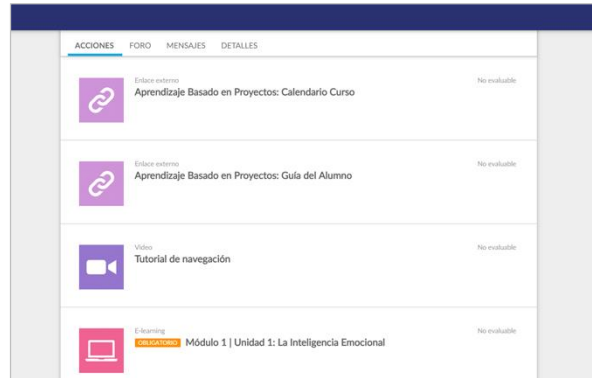 ACCIONES FORO MENSAJES DETALLES
Enlace externo No evaluable
Aprendizaje Basado en Proyectos: Calendario Curso
Enlace externo No evaluable
Aprendizaje Basado en Proyectos: Guía del Alumno
Video No evaluable
Tutorial de navegación
E-learning No evaluable
OBLIGATORIO Módulo 1 | Unidad 1: La Inteligencia Emocional